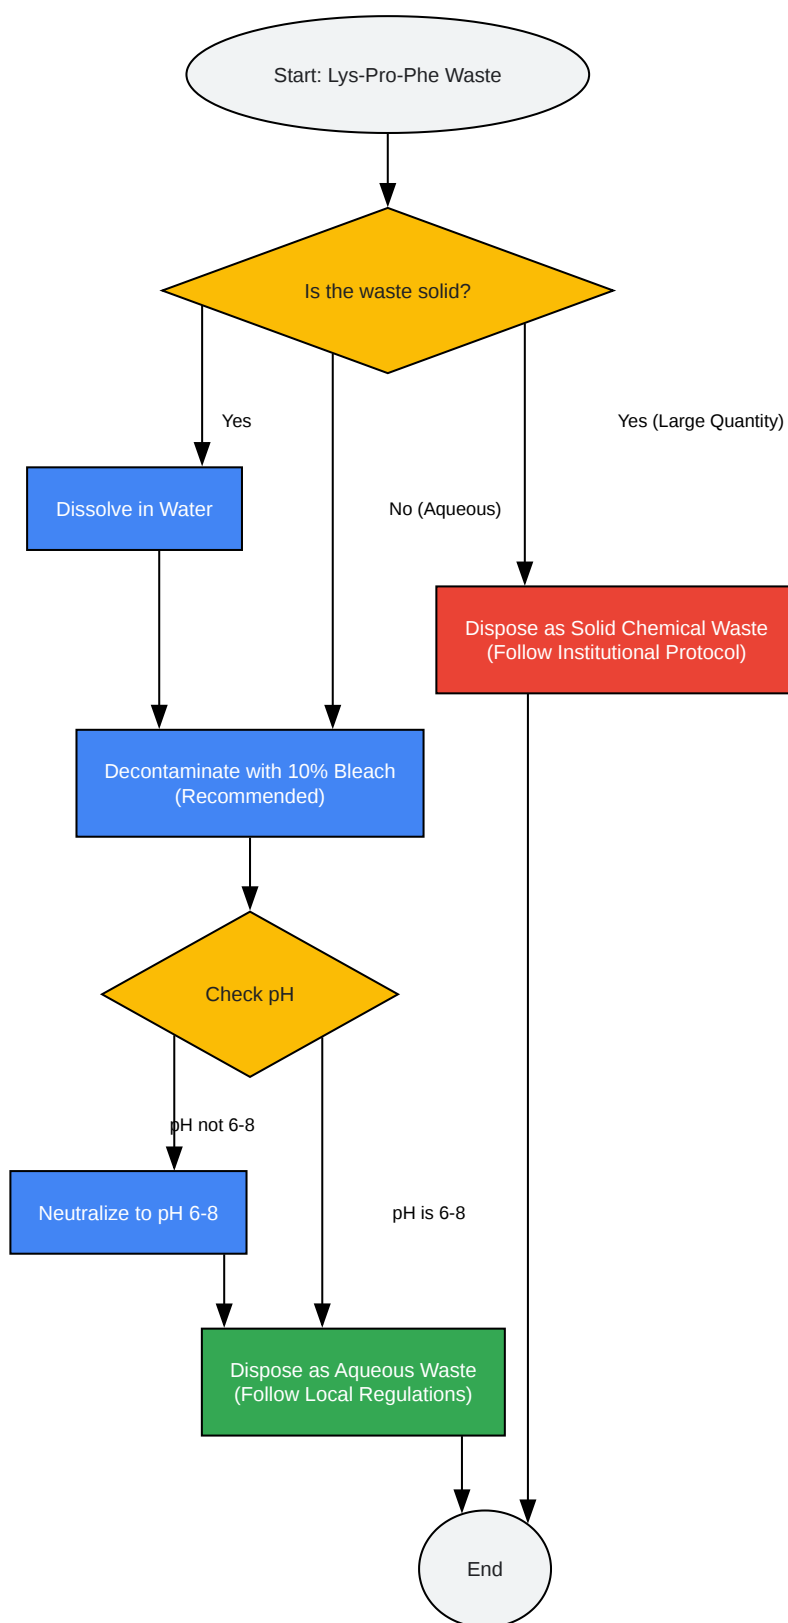 Start: Lys-Pro-Phe Waste
Is the waste solid?
Yes
Yes (Large Quantity)
Dissolve in Water
No (Aqueous)
Dispose as Solid Chemical Waste
(Follow Institutional Protocol)
Decontaminate with 10% Bleach
(Recommended)
Check pH
pH not 6-8
Neutralize to pH 6-8
pH is 6-8
Dispose as Aqueous Waste
(Follow Local Regulations)
End